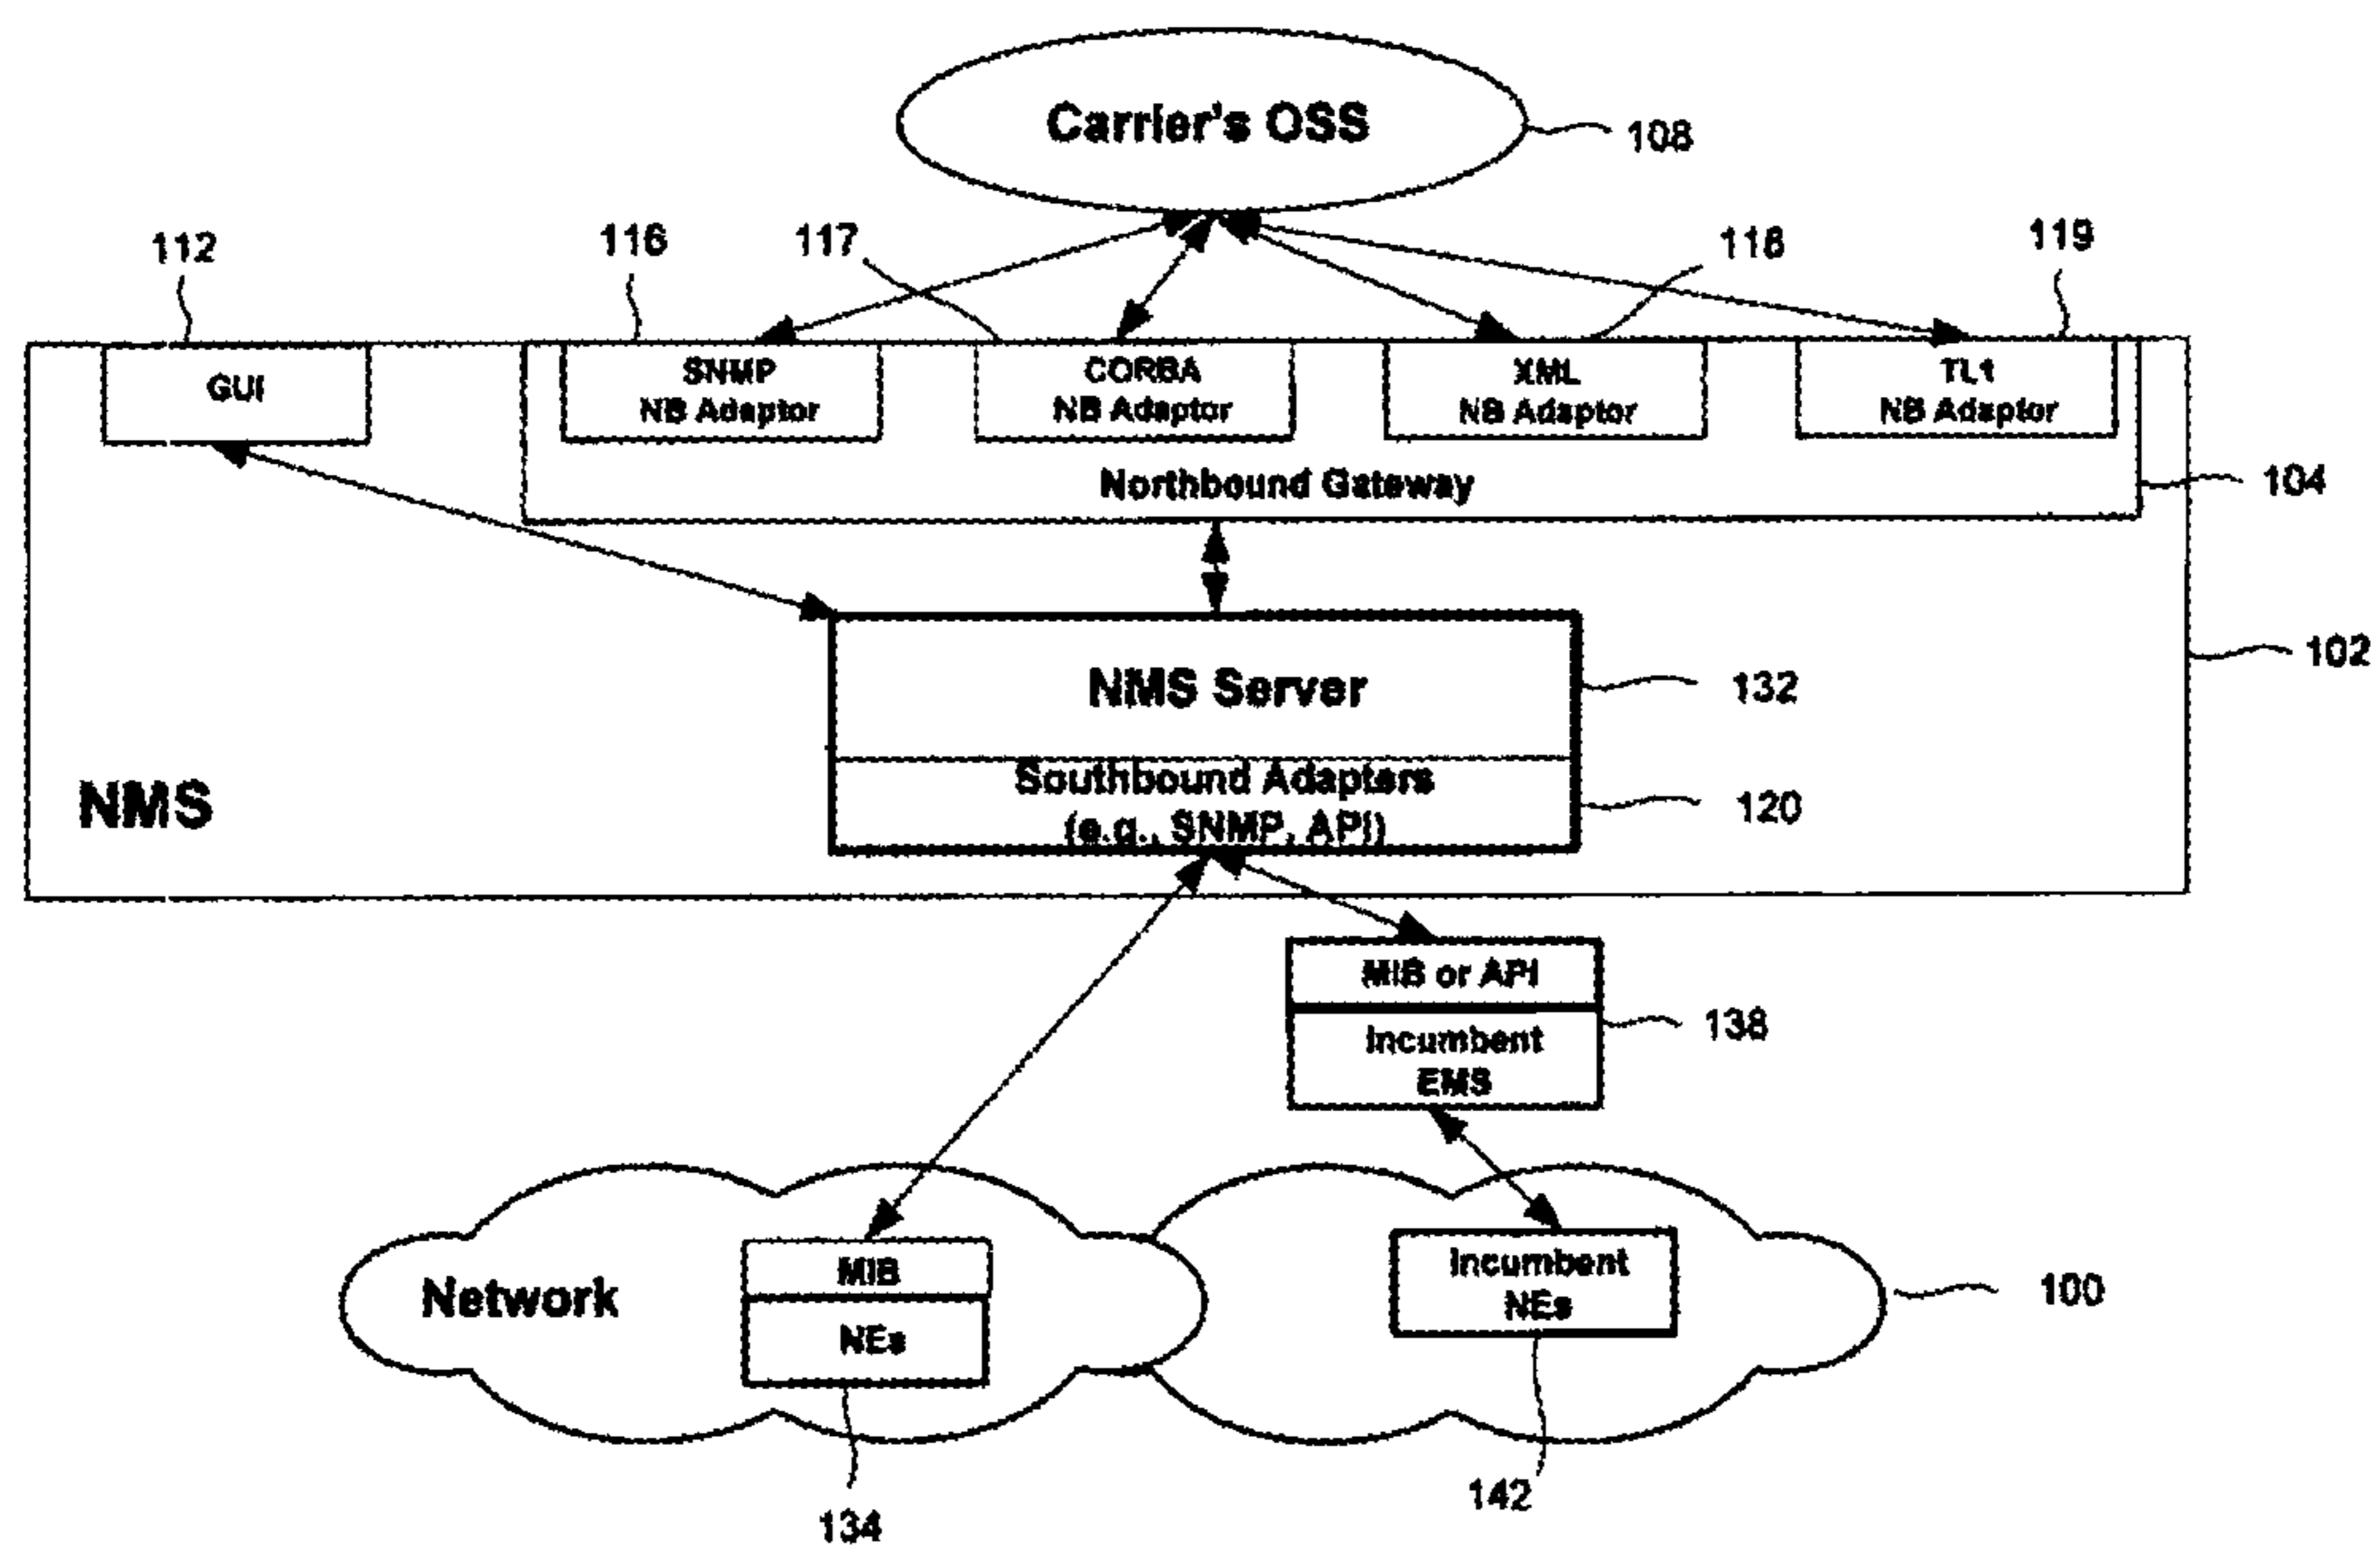 Carrier's OSS
108
112
116
117
118
119
GUI
SNMP
NB Adaptor
CORBA
NB Adaptor
XML
NB Adaptor
TL1
NB Adaptor
Northbound Gateway
104
102
NMS Server
132
NMS
Southbound Adapters
(e.g., SNMP, API)
120
MIB or API
Incumbent
EMS
138
Network
MIB
NEs
Incumbent
NEs
100
134
142